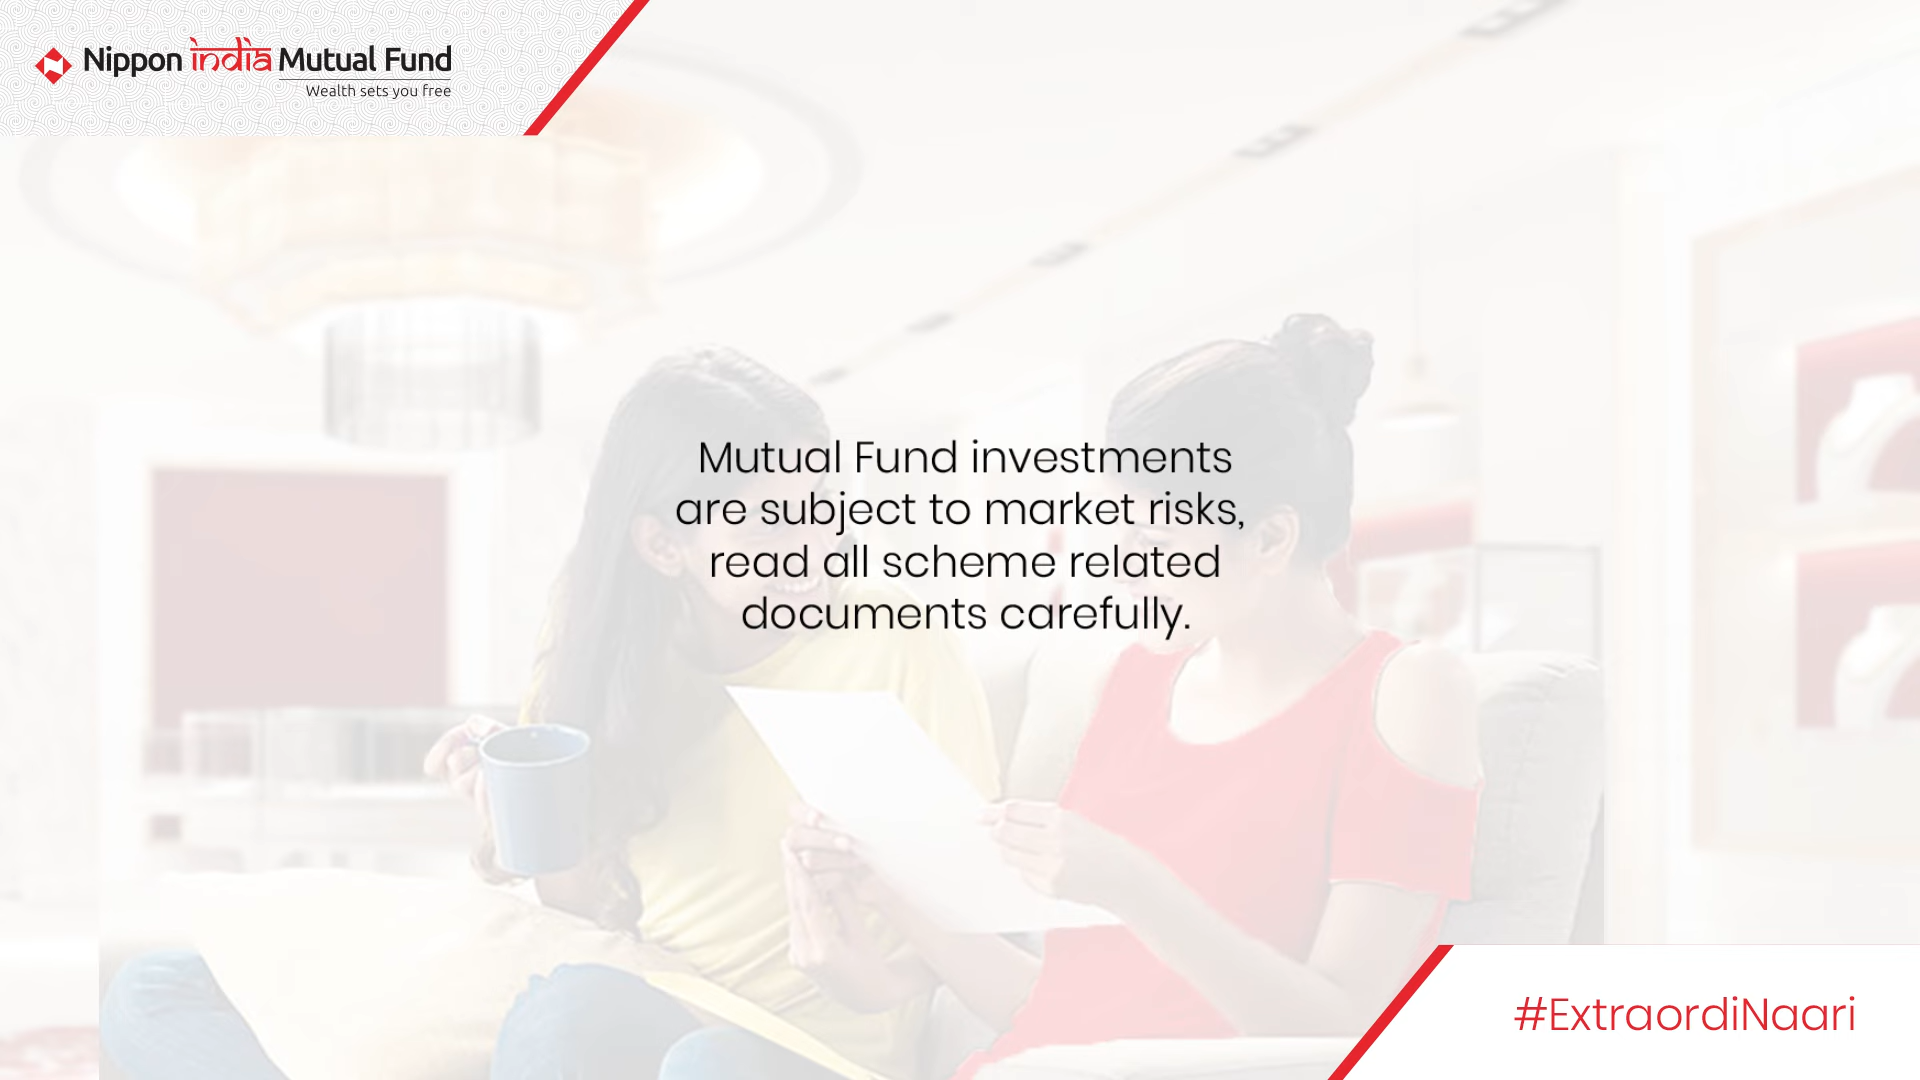 Nippon india Mutual Fund
Wealth sets you free
Mutual Fund investments
are subject to market risks,
read all scheme related
documents carefully.
#ExtraordiNaari